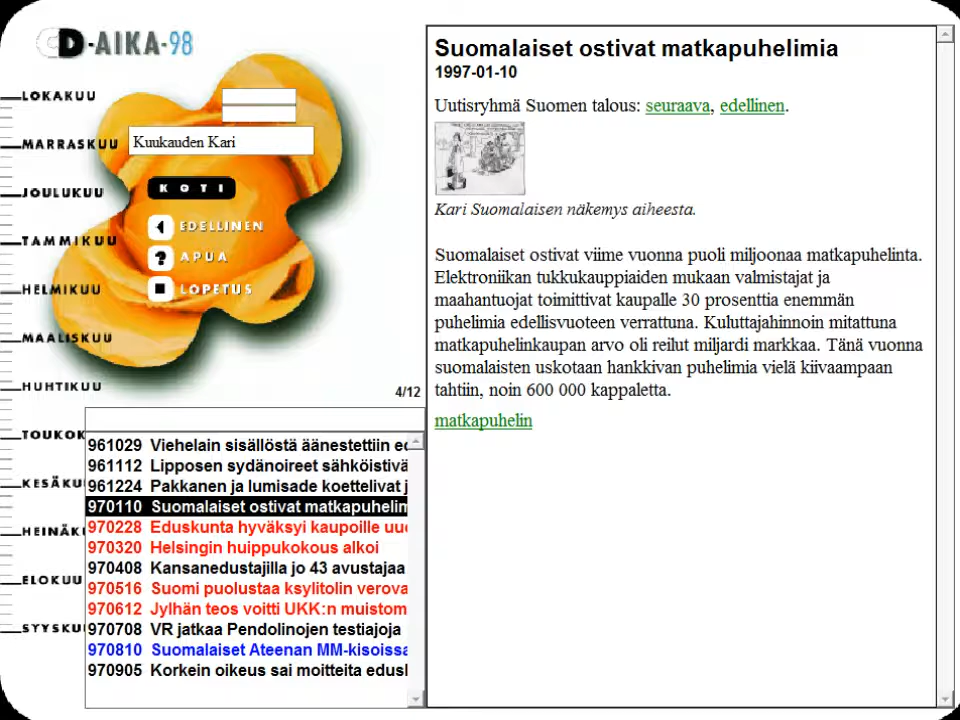 CD-AIKA-98
LOKAKUU
MARRASKUU
JOULUKUU
TAMMIKUU
HELMIKUU
MAALISKUU
HUHTIKUU
TOUKOK
KESÄKU
HEINÄK
ELOKUU
SYYSKU
Kuukauden Kari
KOTI
EDELLINEN
? APUA
LOPETUS
4/12
961029 Viehelain sisällöstä äänestettiin
961112 Lipposen sydänoireet sähköistivä
961224 Pakkanen ja lumisade koettelivat j
970110 Suomalaiset ostivat matkapuhelim
970228 Eduskunta hyväksyi kaupoille
970320 Helsingin huippukokous alkoi
970408 Kansanedustajilla jo 43 avustajaa
970516 Suomi puolustaa ksylitolin verova
970612 Jylhän teos voitti UKK:n muistom
970708 VR jatkaa Pendolinojen testiajoja
970810 Suomalaiset Ateenan MM-kisoissa
970905 Korkein oikeus sai moitteita edusk
Suomalaiset ostivat matkapuhelimia
1997-01-10
Uutisryhmä Suomen talous: seuraava, edellinen.
Kari Suomalaisen näkemys aiheesta.
Suomalaiset ostivat viime vuonna puoli miljoonaa matkapuhelinta.
Elektroniikan tukkukauppiaiden mukaan valmistajat ja
maahantuojat toimittivat kaupalle 30 prosenttia enemmän
puhelimia edellisvuoteen verrattuna. Kuluttajahinnoin mitattuna
matkapuhelinkaupan arvo oli reilut miljardi markkaa. Tänä vuonna
suomalaisten uskotaan hankkivan puhelimia vielä kiivaampaan
tahtiin, noin 600 000 kappaletta.
matkapuhelin